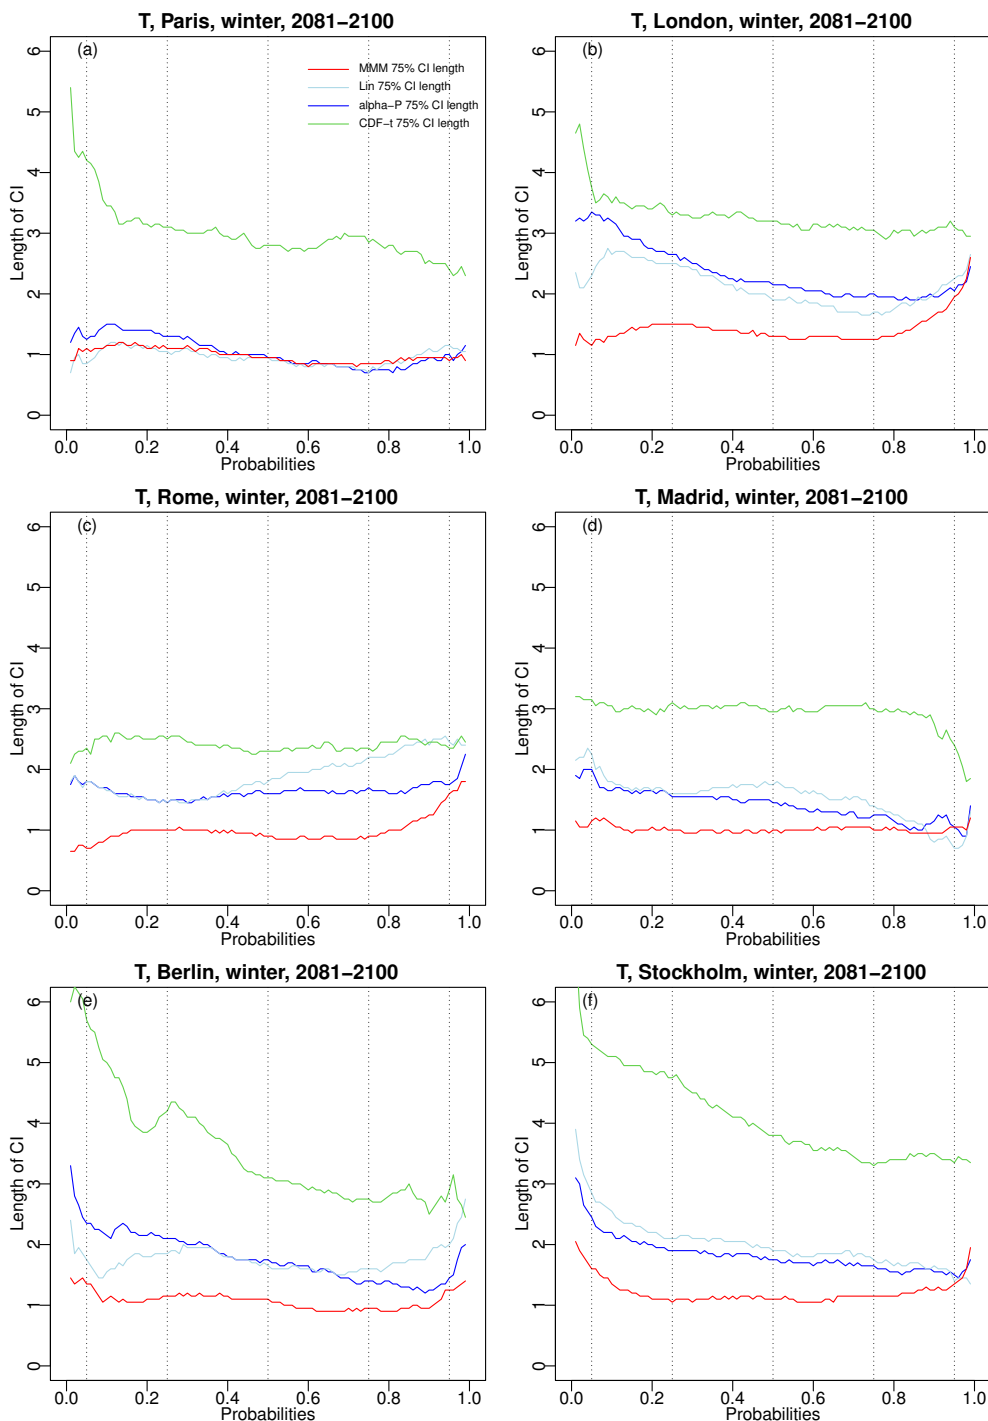 T, Paris, winter, 2081−2100
(a)
MMM 75% CI length
Lin 75% CI length
alpha−P 75% CI length
CDF−t 75% CI length
Length of CI
0 1 2 3 4 5 6
0.0 0.2 0.4 0.6 0.8 1.0
Probabilities
T, London, winter, 2081−2100
(b)
Length of CI
0 1 2 3 4 5 6
0.0 0.2 0.4 0.6 0.8 1.0
Probabilities
T, Rome, winter, 2081−2100
(c)
Length of CI
0 1 2 3 4 5 6
0.0 0.2 0.4 0.6 0.8 1.0
Probabilities
T, Madrid, winter, 2081−2100
(d)
Length of CI
0 1 2 3 4 5 6
0.0 0.2 0.4 0.6 0.8 1.0
Probabilities
T, Berlin, winter, 2081−2100
(e)
Length of CI
0 1 2 3 4 5 6
0.0 0.2 0.4 0.6 0.8 1.0
Probabilities
T, Stockholm, winter, 2081−2100
(f)
Length of CI
0 1 2 3 4 5 6
0.0 0.2 0.4 0.6 0.8 1.0
Probabilities